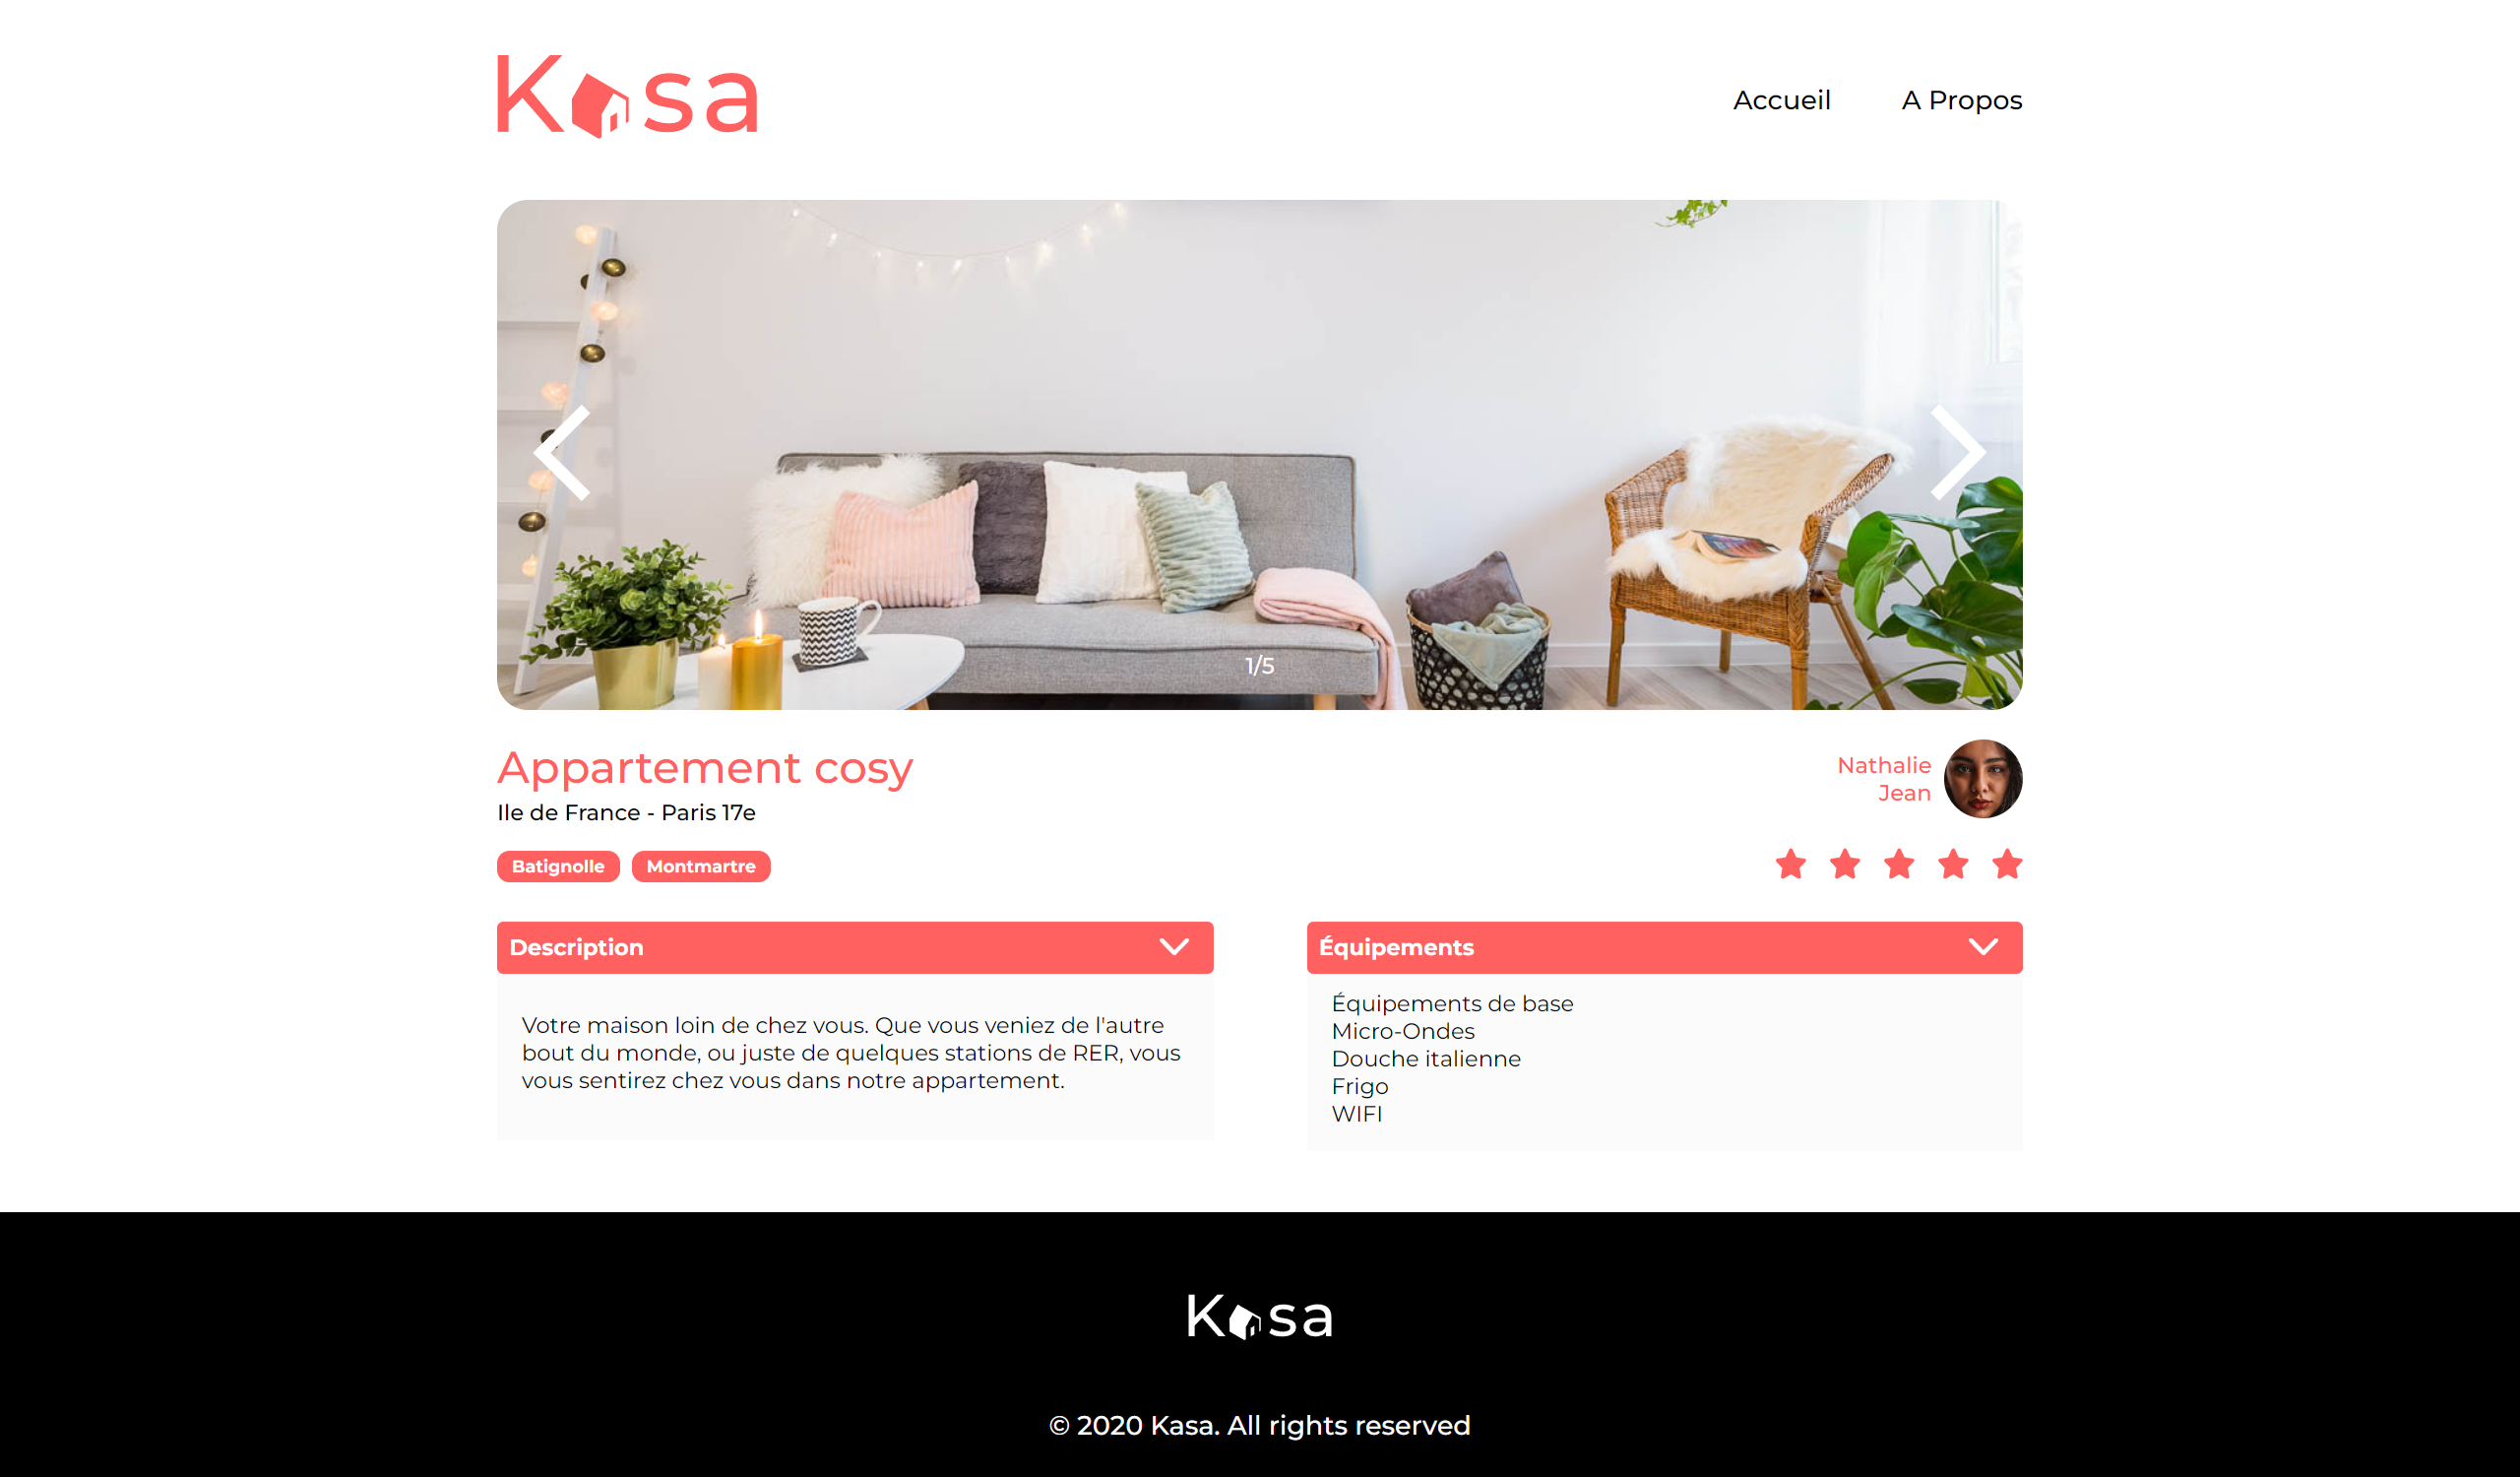 Kasa
Accueil
A Propos
1/5
Appartement cosy
Ile de France - Paris 17e
Batignolle
Montmartre
Nathalie
Jean
Description
Votre maison loin de chez vous. Que vous veniez de l'autre
bout du monde, ou juste de quelques stations de RER, vous
vous sentirez chez vous dans notre appartement.
Équipements
Équipements de base
Micro-Ondes
Douche italienne
Frigo
WIFI
Kasa
© 2020 Kasa. All rights reserved